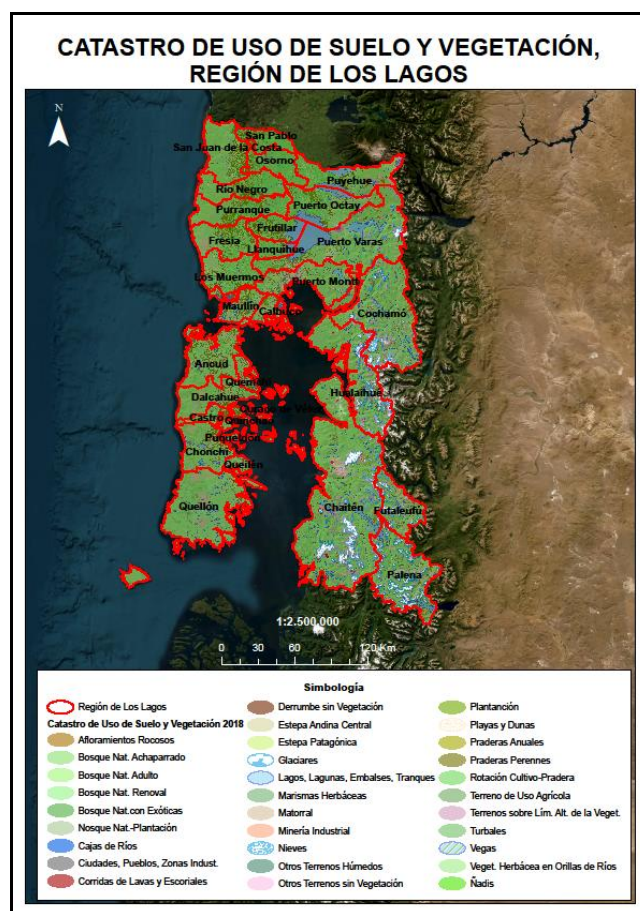 CATASTRO DE USO DE SUELO Y VEGETACIÓN,
REGIÓN DE LOS LAGOS
N
San Pablo
San Juan de la Costa
Osorno
Puyehue
Río Negro
Puerto Octay
Purranque
Frutillar
Fresia
Puerto Varas
Llanquihue
Los Muermos
Puerto Montt
Maullín
Calbuco
Cochamó
Ancud
Quemchi
Hualaihué
Dalcahue
Castro
Puqueldón
Chonchi
Queilén
Quellón
Chaitén
Futaleufú
Palena
1:2.500.000
0 30 60 120 Km
Simbología
Región de Los Lagos
Catastro de Uso de Suelo y Vegetación 2018
Afloramientos Rocosos
Bosque Nat. Achaparrado
Bosque Nat. Adulto
Bosque Nat. Renoval
Bosque Nat.con Exóticas
Nosque Nat.-Plantación
Cajas de Ríos
Ciudades, Pueblos, Zonas Indust.
Corridas de Lavas y Escoriales
Derrumbe sin Vegetación
Estepa Andina Central
Estepa Patagónica
Glaciares
Lagos, Lagunas, Embalses, Tranques
Marismas Herbáceas
Matorral
Minería Industrial
Nieves
Otros Terrenos Húmedos
Otros Terrenos sin Vegetación
Plantanción
Playas y Dunas
Praderas Anuales
Praderas Perennes
Rotación Cultivo-Pradera
Terreno de Uso Agrícola
Terrenos sobre Lím. Alt. de la Veget.
Turbales
Vegas
Veget. Herbácea en Orillas de Ríos
Ñadis